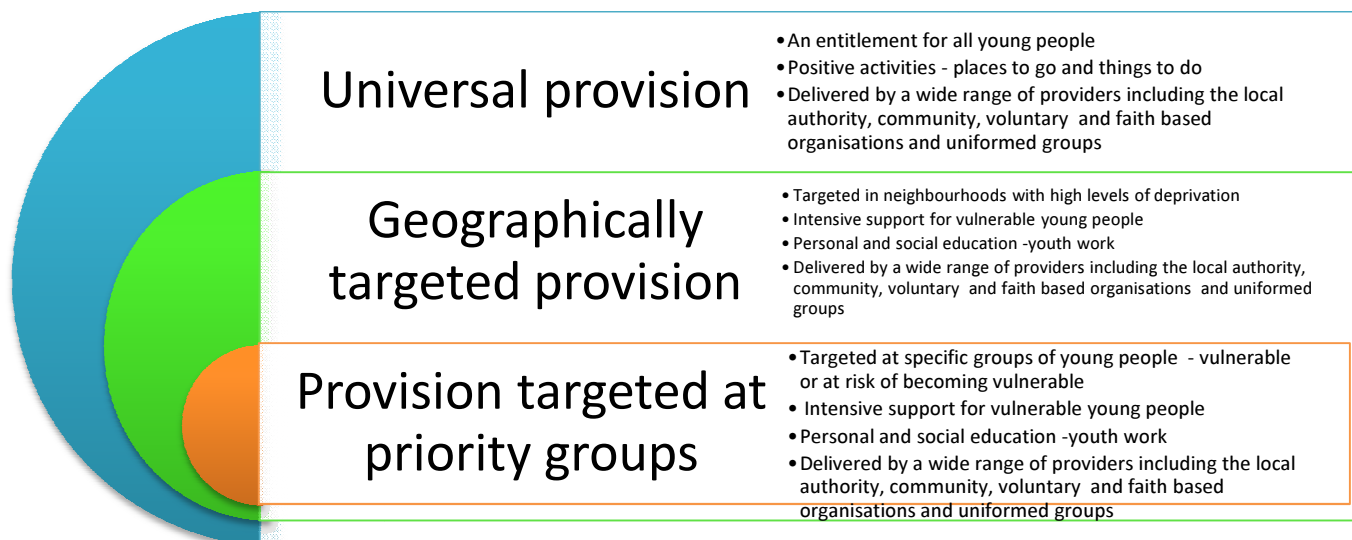 Universal provision
•An entitlement for all young people
•Positive activities - places to go and things to do
•Delivered by a wide range of providers including the local
authority, community, voluntary  and faith based
organisations and uniformed groups
Geographically
targeted provision
•Targeted in neighbourhoods with high levels of deprivation
•Intensive support for vulnerable young people
•Personal and social education -youth work
•Delivered by a wide range of providers including the local authority,
community, voluntary  and faith based organisations  and uniformed
groups
Provision targeted at
priority groups
•Targeted at specific groups of young people  - vulnerable
or at risk of becoming vulnerable
• Intensive support for vulnerable young people
•Personal and social education -youth work
•Delivered by a wide range of providers including the local
authority, community, voluntary  and faith based
organisations and uniformed groups